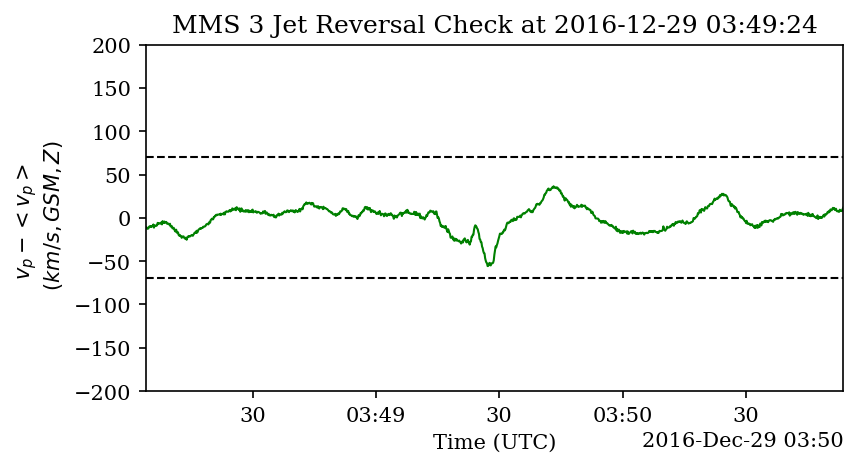 MMS 3 Jet Reversal Check at 2016-12-29 03:49:24
200
150
100
50
0
−50
−100
−150
−200
v_p − < v_p >
(km/s, GSM, Z)
30 03:49 30 03:50 30
Time (UTC)
2016-Dec-29 03:50